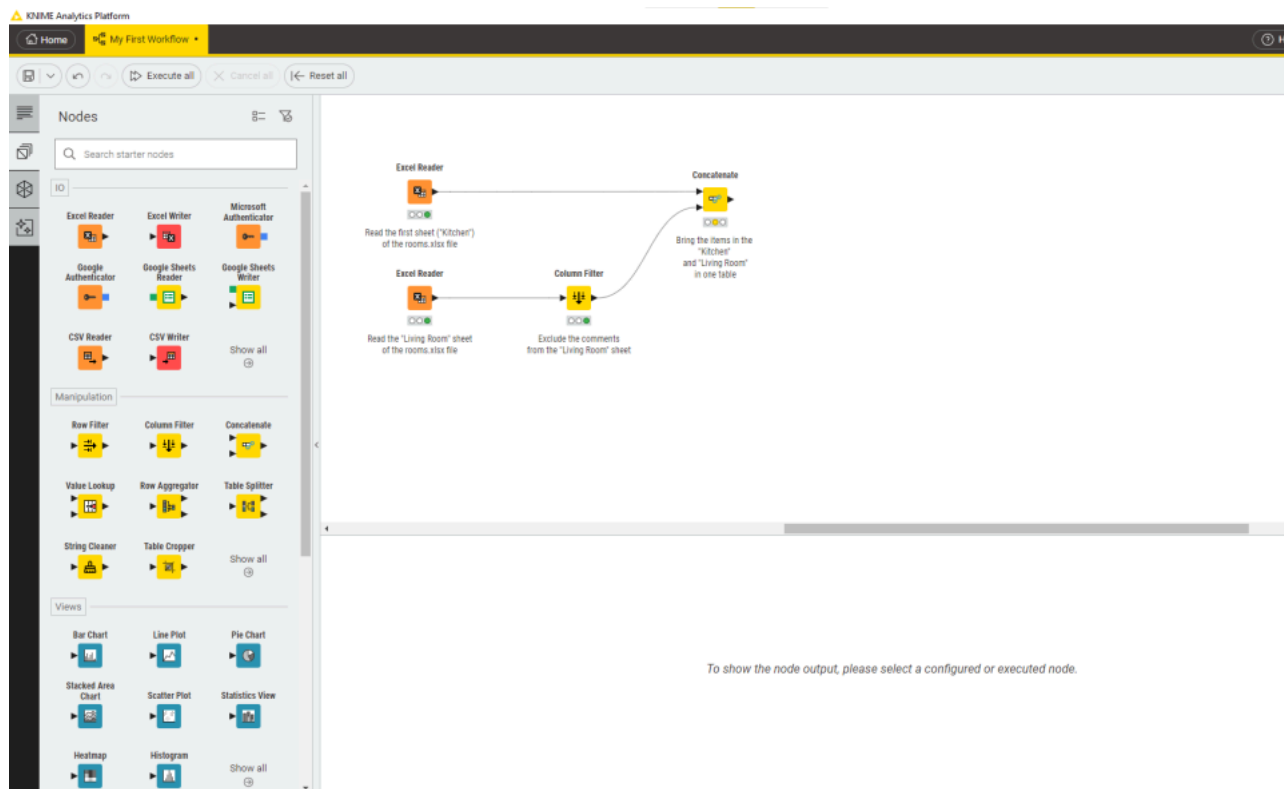 KNIME Analytics Platform
Home
My First Workflow
Execute all
Cancel all
Reset all
Nodes
Search starter nodes
IO
Excel Reader
Excel Writer
Microsoft
Authenticator
Google
Authenticator
Google Sheets
Reader
Google Sheets
Writer
CSV Reader
CSV Writer
Show all
Manipulation
Row Filter
Column Filter
Concatenate
Value Lookup
Row Aggregator
Table Splitter
String Cleaner
Table Cropper
Show all
Views
Bar Chart
Line Plot
Pie Chart
Stacked Area
Chart
Scatter Plot
Statistics View
Heatmap
Histogram
Show all
Excel Reader
Read the first sheet ("Kitchen")
of the rooms.xlsx file
Concatenate
Bring the items in the
"Kitchen"
and "Living Room"
in one table
Excel Reader
Read the "Living Room" sheet
of the rooms.xlsx file
Column Filter
Exclude the comments
from the "Living Room" sheet
To show the node output, please select a configured or executed node.